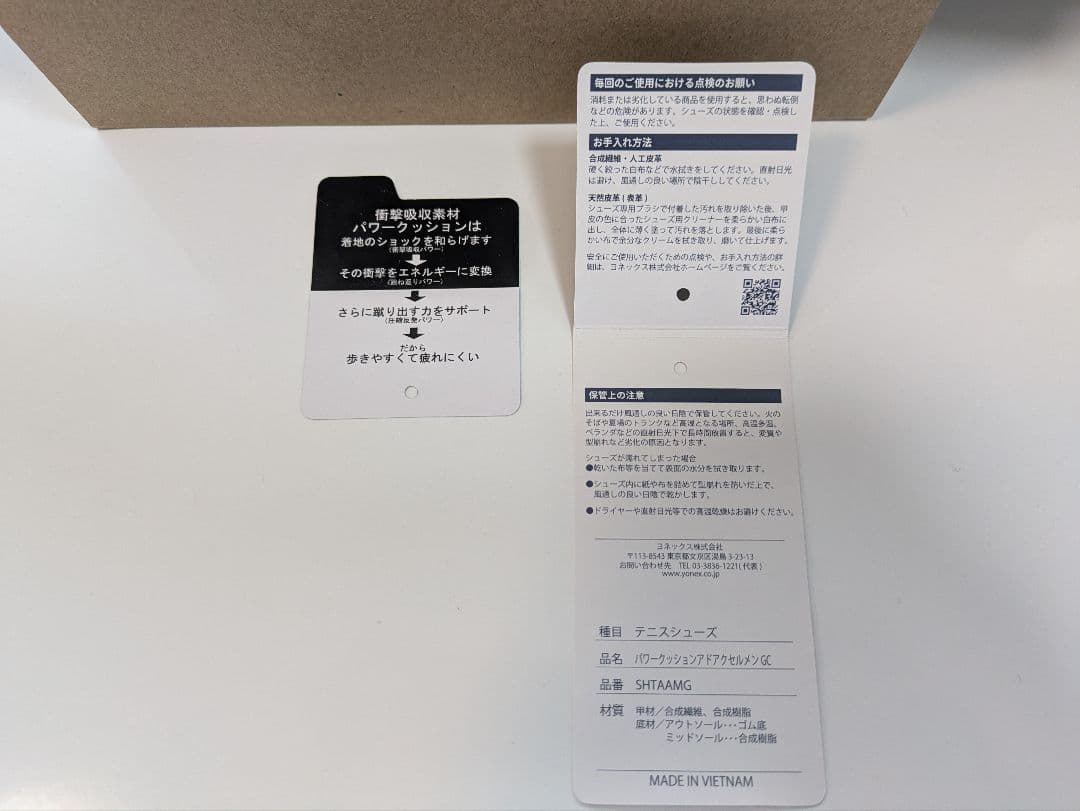 衝撃吸収素材
パワークッションは
着地のショックを和らげます
(衝撃吸収パワー)
その衝撃をエネルギーに変換
(跳ね返りパワー)
さらに蹴り出す力をサポート
(圧縮反発パワー)
だから
歩きやすくて疲れにくい
毎回のご使用における点検のお願い
消耗または劣化している商品を使用すると、思わぬ転倒
などの危険があります。シューズの状態を確認・点検し
た上、ご使用ください。
お手入れ方法
合成繊維・人工皮革
硬く絞った白布などで水拭きをしてください。直射日光
は避け、風通しの良い場所で陰干ししてください。
天然皮革(表革)
シューズ専用ブラシで付着した汚れを取り除いた後、甲
皮の色に合ったシューズ用クリーナーを柔らかい白布に
出し、全体に薄く塗って汚れを落とします。最後に柔ら
かい布で余分なクリームを拭き取り、磨いて仕上げます。
安全にご使用いただくための点検や、お手入れ方法の詳
細は、ヨネックス株式会社ホームページをご覧ください。
保管上の注意
出来るだけ風通しの良い日陰で保管してください。火の
そばや夏場のトランクなど高温となる場所、高温多湿、
ベランダなどの直射日光下で長時間放置すると、変質や
型崩れなど劣化の原因となります。
シューズが濡れてしまった場合
●乾いた布等を当てて表面の水分を拭き取ります。
●シューズ内に紙や布を詰めて型崩れを防いだ上で、
風通しの良い日陰で乾かします。
●ドライヤーや直射日光等での高温乾燥はお避けください。
ヨネックス株式会社
〒113-8543 東京都文京区湯島 3-23-13
お問い合わせ先 TEL 03-3836-1221(代表)
www.yonex.co.jp
種目 テニスシューズ
品名 パワークッションアドアクセルメン GC
品番 SHTAAMG
材質 甲材／合成繊維、合成樹脂
底材／アウトソール･･･ゴム底
ミッドソール･･･合成樹脂
MADE IN VIETNAM